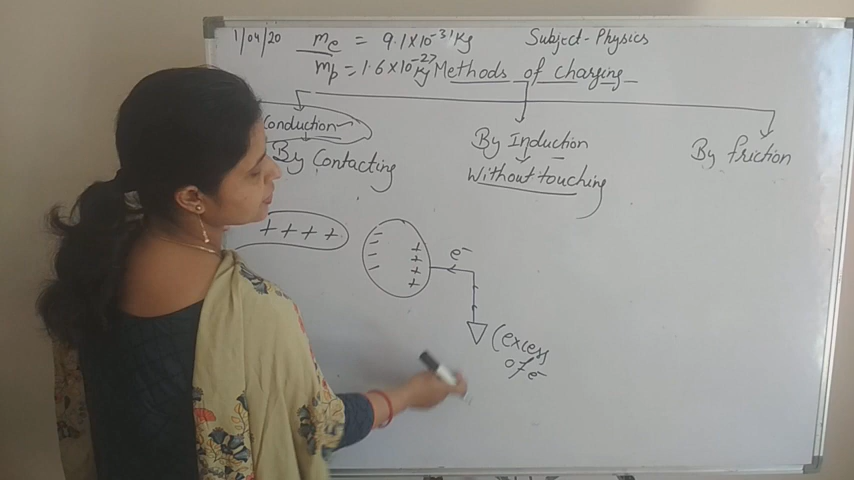 1/04/20
me = 9.1×10⁻³¹ Kg
Subject-Physics
mp = 1.6×10⁻²⁷ Kg
Methods of charging
Conduction
By Contacting
By Induction
Without touching
By friction
+ + + +
- - - -
+ + + +
e⁻
(excess
of e⁻